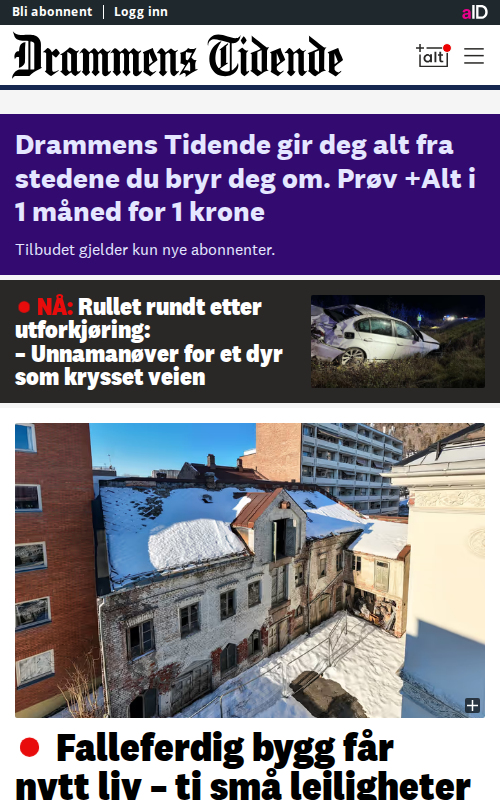 Bli abonnent | Logg inn
aID
Drammens Tidende
+alt
Drammens Tidende gir deg alt fra
stedene du bryr deg om. Prøv +Alt i
1 måned for 1 krone
Tilbudet gjelder kun nye abonnenter.
NÅ: Rullet rundt etter
utforkjøring:
– Unnamanøver for et dyr
som krysset veien
Falleferdig bygg får
nytt liv – ti små leiligheter